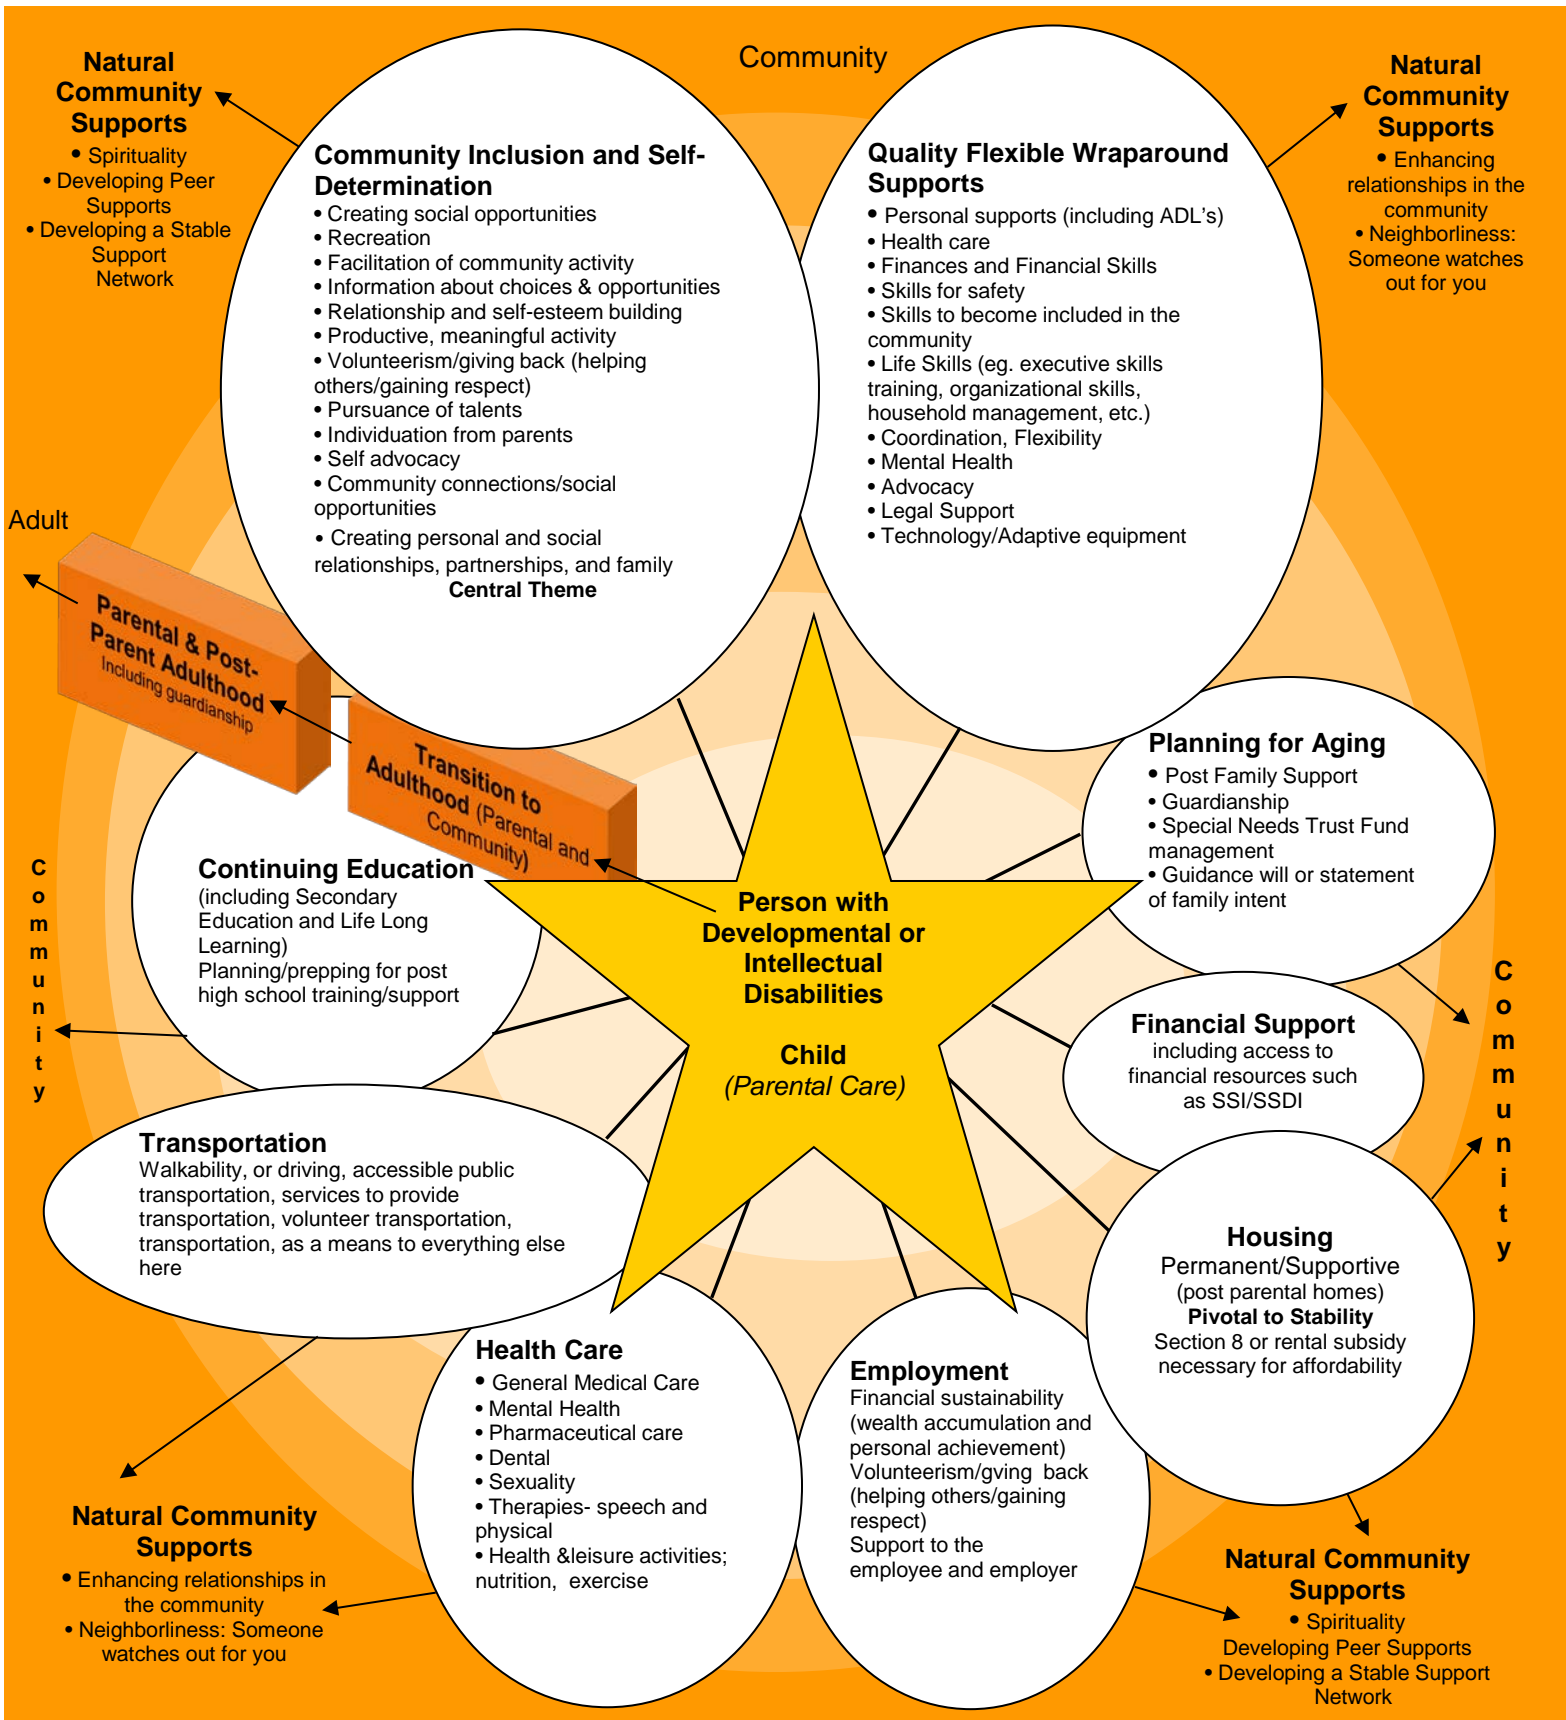 Community
Natural
Community
Supports
• Spirituality
• Developing Peer
Supports
• Developing a Stable
Support
Network
Community Inclusion and Self-
Determination
• Creating social opportunities
• Recreation
• Facilitation of community activity
• Information about choices & opportunities
• Relationship and self-esteem building
• Productive, meaningful activity
• Volunteerism/giving back (helping
others/gaining respect)
• Pursuance of talents
• Individuation from parents
• Self advocacy
• Community connections/social
opportunities
• Creating personal and social
relationships, partnerships, and family
Central Theme
Quality Flexible Wraparound
Supports
• Personal supports (including ADL's)
• Health care
• Finances and Financial Skills
• Skills for safety
• Skills to become included in the
community
• Life Skills (eg. executive skills
training, organizational skills,
household management, etc.)
• Coordination, Flexibility
• Mental Health
• Advocacy
• Legal Support
• Technology/Adaptive equipment
Natural
Community
Supports
• Enhancing
relationships in the
community
• Neighborliness:
Someone watches
out for you
Adult
Parental & Post-
Parent Adulthood
Including guardianship
Transition to
Adulthood (Parental and
Community)
Planning for Aging
• Post Family Support
• Guardianship
• Special Needs Trust Fund
management
• Guidance will or statement
of family intent
Community
Continuing Education
(including Secondary
Education and Life Long
Learning)
Planning/prepping for post
high school training/support
Person with
Developmental or
Intellectual
Disabilities
Child
(Parental Care)
Financial Support
including access to
financial resources such
as SSI/SSDI
Community
Transportation
Walkability, or driving, accessible public
transportation, services to provide
transportation, volunteer transportation,
transportation, as a means to everything else
here
Housing
Permanent/Supportive
(post parental homes)
Pivotal to Stability
Section 8 or rental subsidy
necessary for affordability
Health Care
• General Medical Care
• Mental Health
• Pharmaceutical care
• Dental
• Sexuality
• Therapies- speech and
physical
• Health &leisure activities;
nutrition, exercise
Employment
Financial sustainability
(wealth accumulation and
personal achievement)
Volunteerism/gving back
(helping others/gaining
respect)
Support to the
employee and employer
Natural Community
Supports
• Enhancing relationships in
the community
• Neighborliness: Someone
watches out for you
Natural Community
Supports
• Spirituality
Developing Peer Supports
• Developing a Stable Support
Network